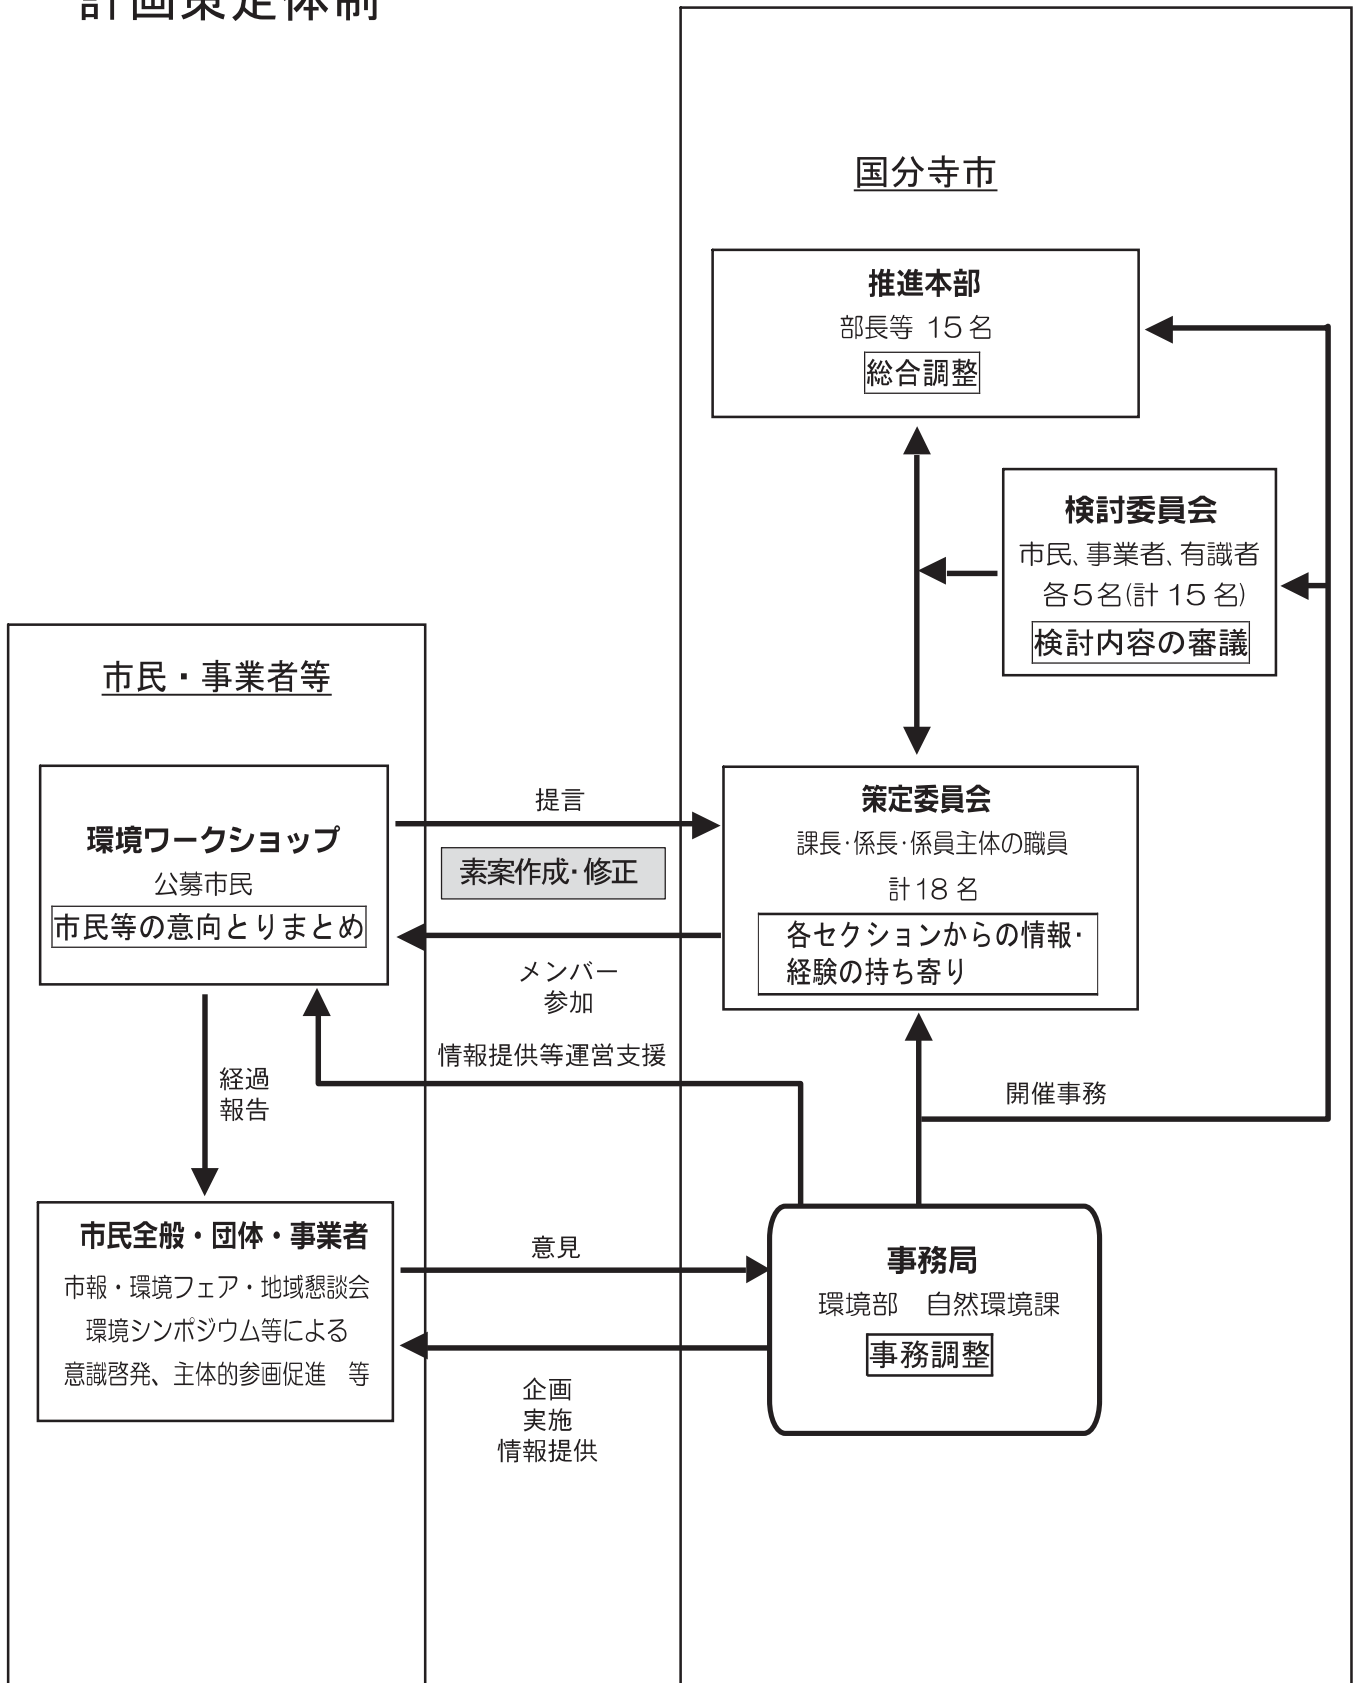 計画策定体制
国分寺市
推進本部
部長等 15名
総合調整
検討委員会
市民、事業者、有識者
各5名(計 15名)
検討内容の審議
市民・事業者等
環境ワークショップ
公募市民
市民等の意向とりまとめ
提言
素案作成・修正
メンバー
参加
策定委員会
課長・係長・係員主体の職員
計18名
各セクションからの情報・
経験の持ち寄り
情報提供等運営支援
経過
報告
開催事務
市民全般・団体・事業者
市報・環境フェア・地域懇談会
環境シンポジウム等による
意識啓発、主体的参画促進　等
意見
企画
実施
情報提供
事務局
環境部　自然環境課
事務調整